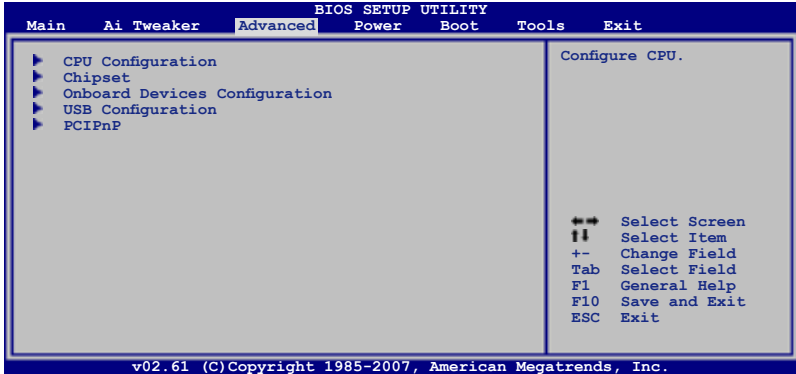 BIOS SETUP UTILITY
Main Ai Tweaker Advanced Power Boot Tools Exit
CPU Configuration
Chipset
Onboard Devices Configuration
USB Configuration
PCIPnP
Configure CPU.
Select Screen
Select Item
+- Change Field
Tab Select Field
F1 General Help
F10 Save and Exit
ESC Exit
v02.61 (C)Copyright 1985-2007, American Megatrends, Inc.